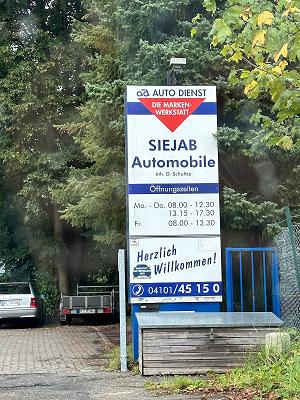 ad AUTO DIENST
DIE MARKEN-
WERKSTATT
SIEJAB
Automobile
Inh. D. Schultze
Öffnungszeiten
Mo. - Do. 08.00 - 12.30
13.15 - 17.30
Fr. 08.00 - 13.30
Herzlich
Willkommen!
04101/45 15 0